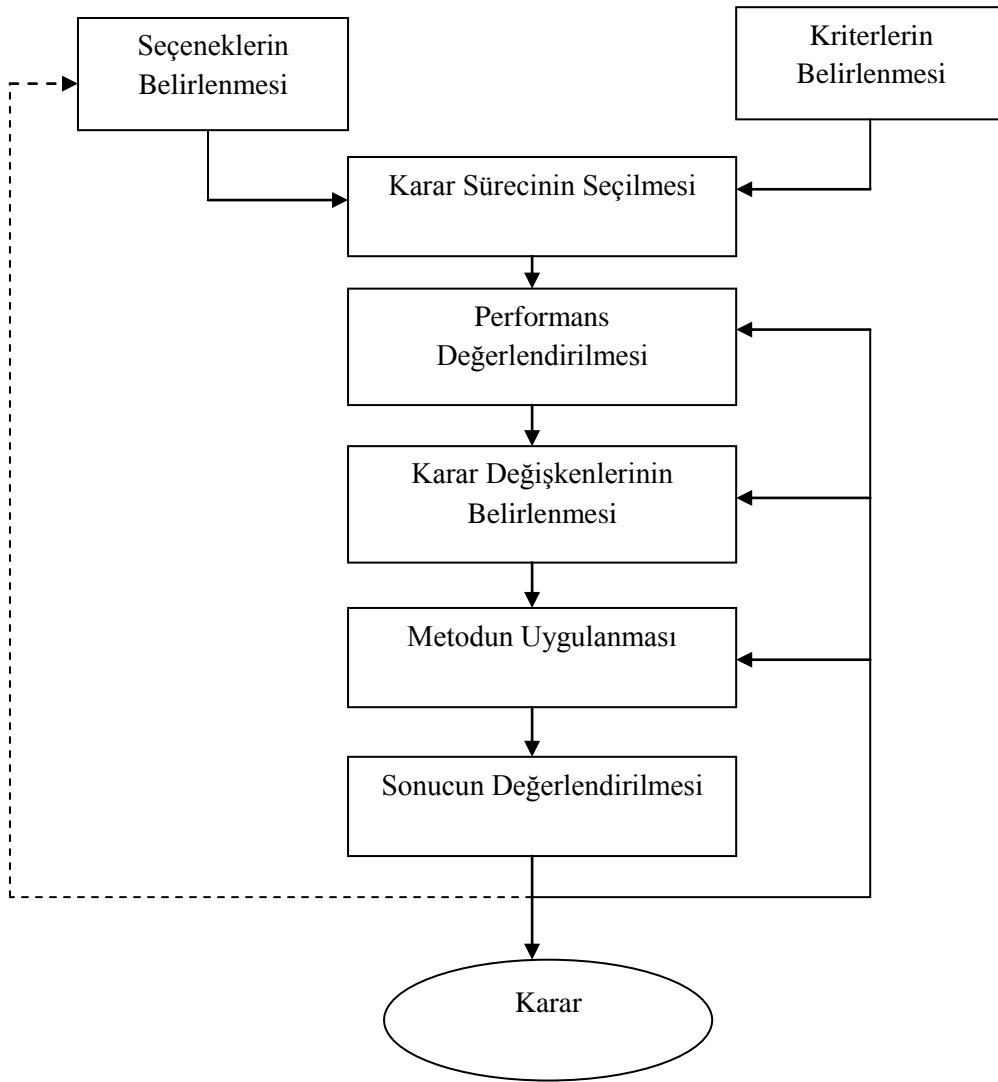 Seçeneklerin
Belirlenmesi
Kriterlerin
Belirlenmesi
Karar Sürecinin Seçilmesi
Performans
Değerlendirilmesi
Karar Değişkenlerinin
Belirlenmesi
Metodun Uygulanması
Sonucun Değerlendirilmesi
Karar